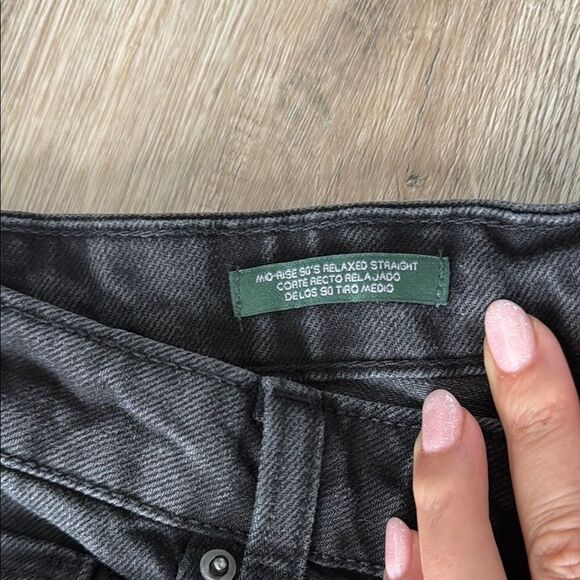 MID-RISE 90'S RELAXED STRAIGHT
CORTE RECTO RELAJADO
DE LOS 90 TIRO MEDIO